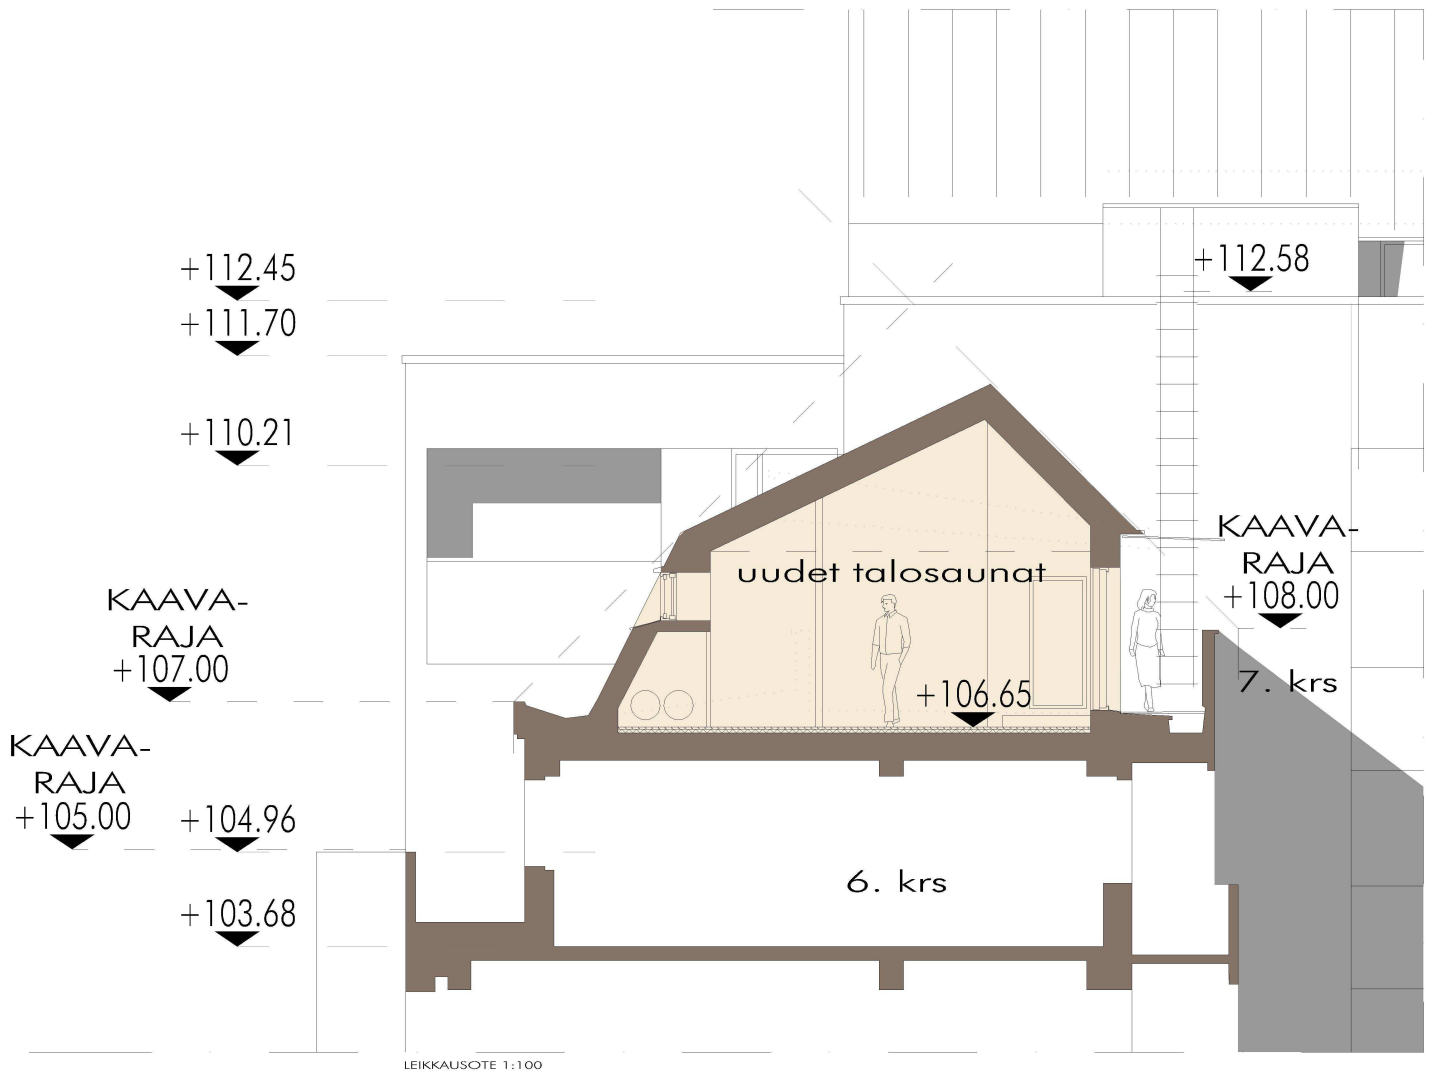 +112.45
+112.58
+111.70
+110.21
KAAVA-
RAJA
+108.00
uudet talosaunat
KAAVA-
RAJA
+107.00
7. krs
+106.65
KAAVA-
RAJA
+105.00
+104.96
6. krs
+103.68
LEIKKAUSOTE 1:100